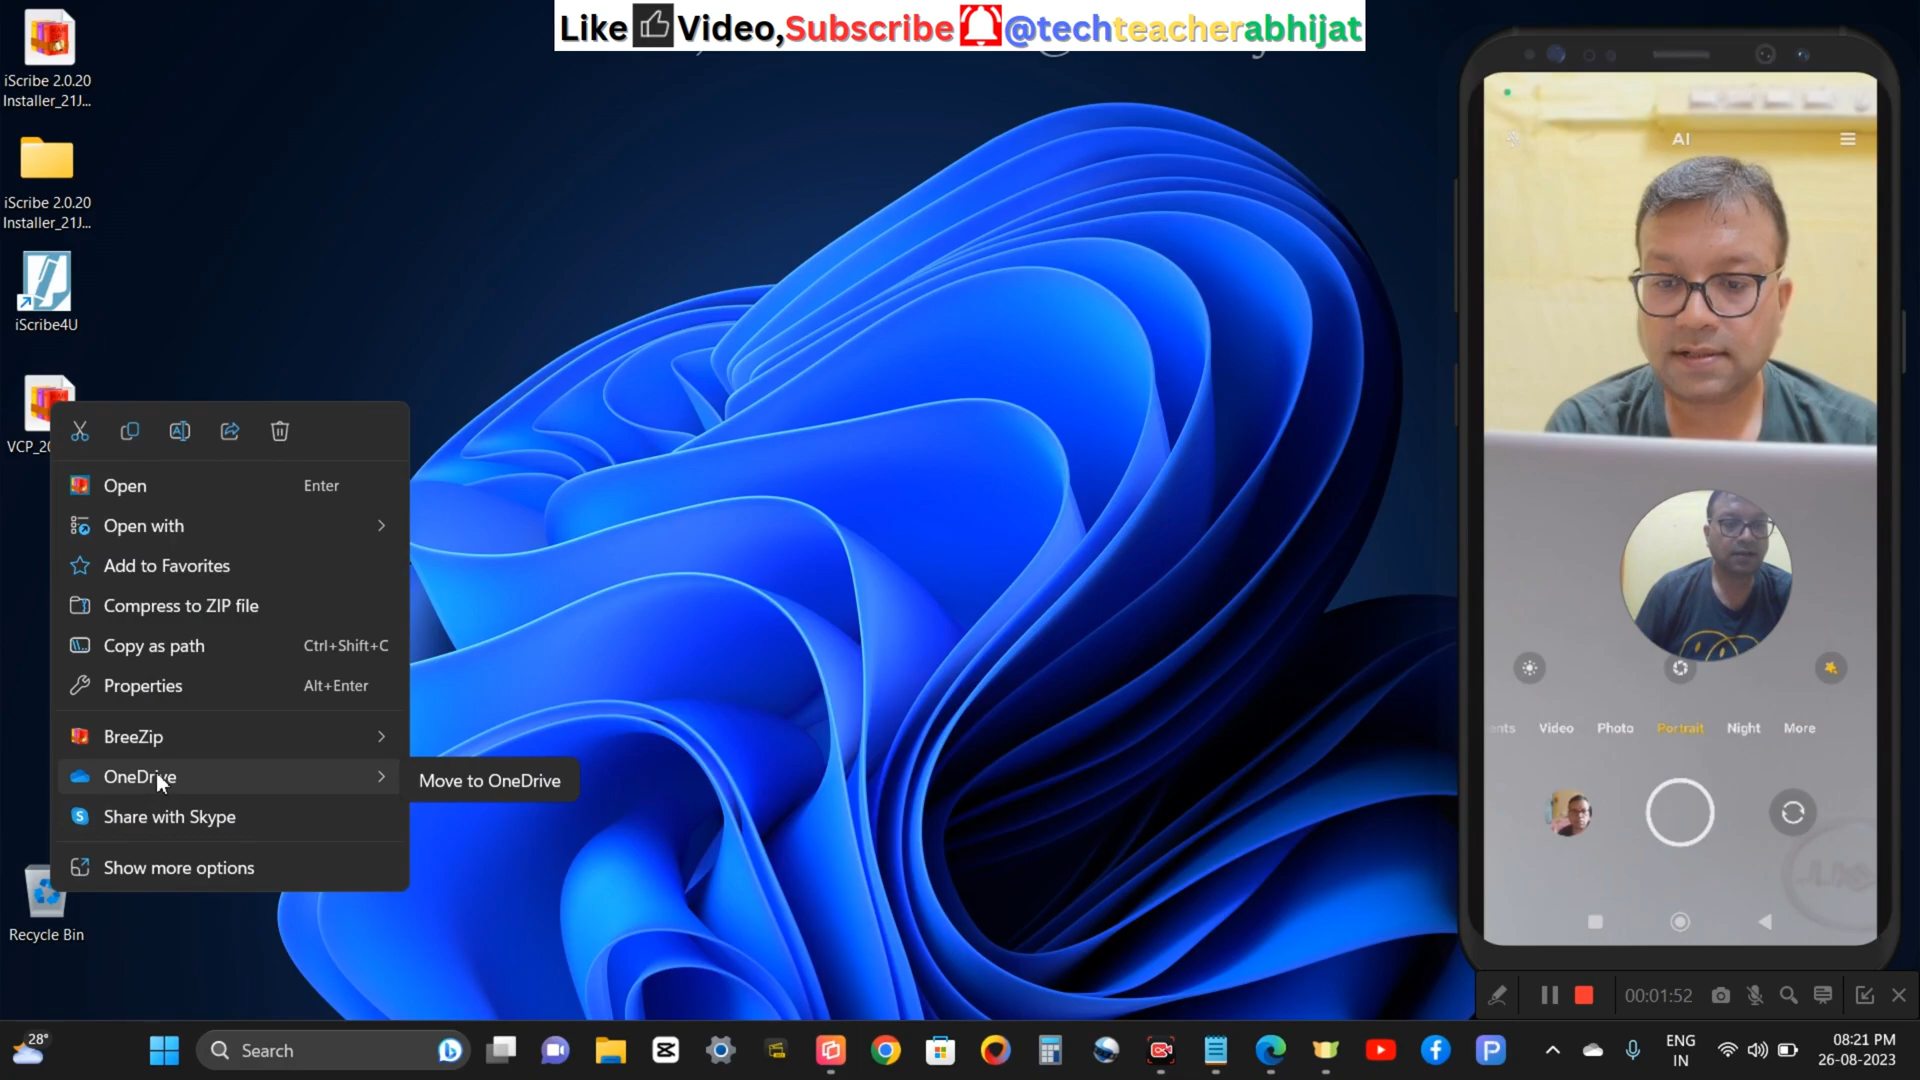 Like Video,Subscribe @techteacherabhijat
iScribe 2.0.20
Installer_21J...
iScribe 2.0.20
Installer_21J...
iScribe4U
VCP_20
Open Enter
Open with
Add to Favorites
Compress to ZIP file
Copy as path Ctrl+Shift+C
Properties Alt+Enter
BreeZip
OneDrive
Move to OneDrive
Share with Skype
Show more options
Recycle Bin
AI
ents Video Photo Portrait Night More
00:01:52
28°
Search
ENG
IN
08:21 PM
26-08-2023